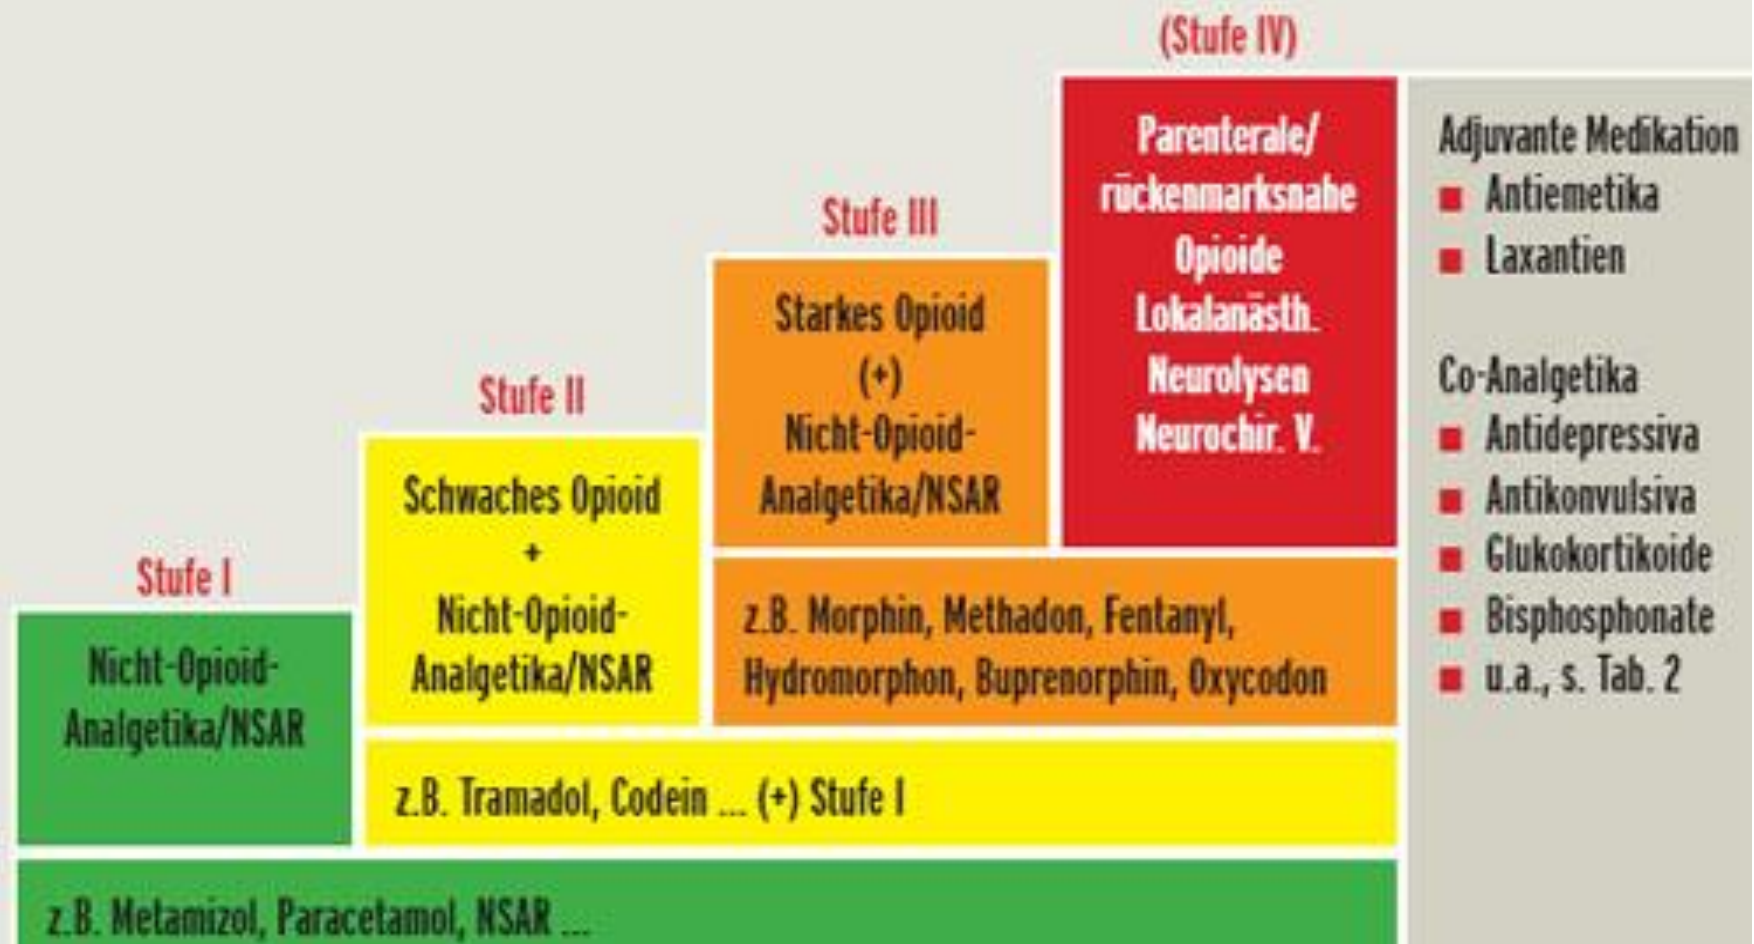 (Stufe IV)
Parenterale/
rückenmarksnahe
Opioide
Lokalanästh.
Neurolysen
Neurochir. V.
Stufe III
Starkes Opioid
(+)
Nicht-Opioid-
Analgetika/NSAR
z.B. Morphin, Methadon, Fentanyl,
Hydromorphon, Buprenorphin, Oxycodon
Stufe II
Schwaches Opioid
+
Nicht-Opioid-
Analgetika/NSAR
z.B. Tramadol, Codein ... (+) Stufe I
Stufe I
Nicht-Opioid-
Analgetika/NSAR
z.B. Metamizol, Paracetamol, NSAR ...
Adjuvante Medikation
■ Antiemetika
■ Laxantien
Co-Analgetika
■ Antidepressiva
■ Antikonvulsiva
■ Glukokortikoide
■ Bisphosphonate
■ u.a., s. Tab. 2